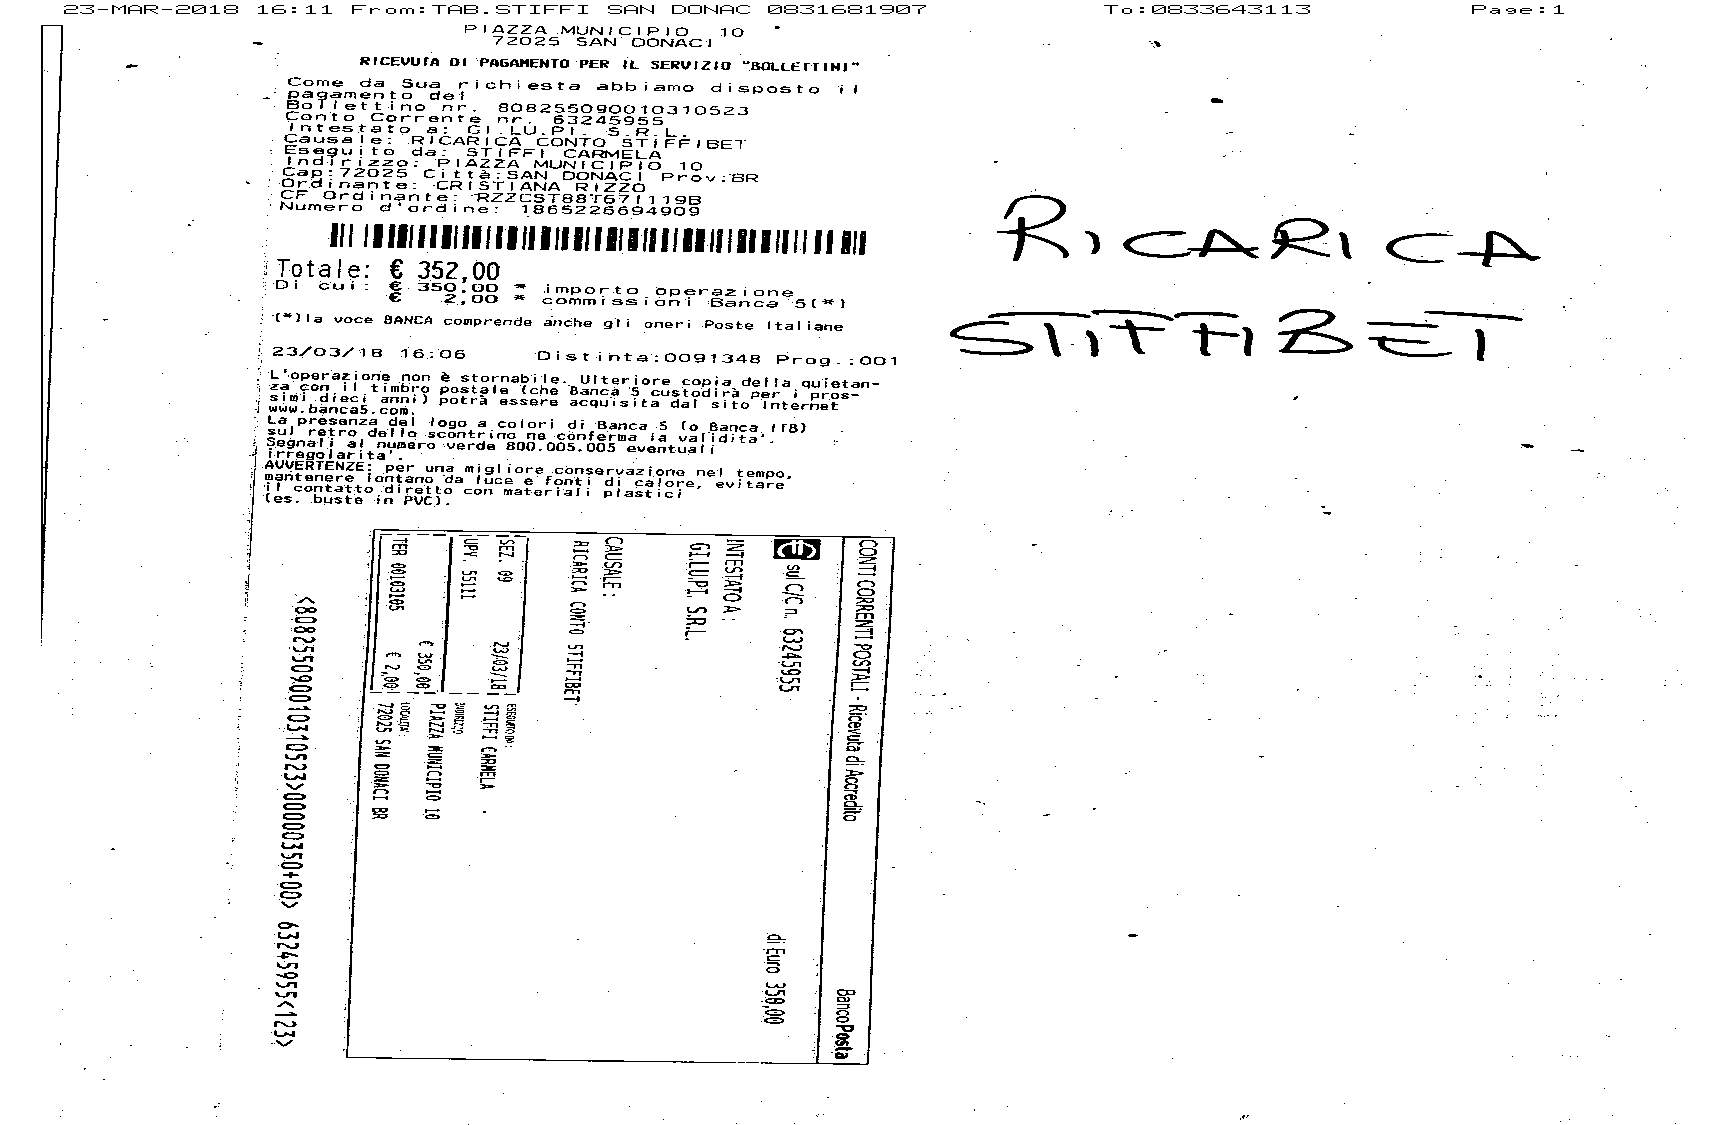 23-MAR-2018 16:11 From:TAB.STIFFI SAN DONAC 0831681907 To:0833643113 Page:1
PIAZZA MUNICIPIO 10
72025 SAN DONACI
RICEVUTA DI PAGAMENTO PER IL SERVIZIO "BOLLETTINI"
Come da Sua richiesta abbiamo disposto il
pagamento del
Bollettino nr. 808255090010310523
Conto Corrente nr. 63245955
Intestato a: GI.LU.PI. S.R.L.
Causale: RICARICA CONTO STIFFIBET
Eseguito da: STIFFI CARMELA
Indirizzo: PIAZZA MUNICIPIO 10
Cap:72025 Città:SAN DONACI Prov:BR
Ordinante: CRISTIANA RIZZO
CF Ordinante: RZZCST88T67I119B
Numero d'ordine: 1865226694909
Totale: € 352,00
Di cui: € 350,00 * importo operazione
€ 2,00 * commissioni Banca 5(*)
(*)la voce BANCA comprende anche gli oneri Poste Italiane
23/03/18 16:06 Distinta:0091348 Prog.:001
L'operazione non è stornabile. Ulteriore copia della quietan-
za con il timbro postale (che Banca 5 custodirà per i pros-
simi dieci anni) potrà essere acquisita dal sito Internet
www.banca5.com.
La presenza del logo a colori di Banca 5 (o Banca ITB)
sul retro dello scontrino ne conferma la validita'.
Segnali al numero verde 800.005.005 eventuali
irregolarita'.
AVVERTENZE: per una migliore conservazione nel tempo,
mantenere lontano da luce e fonti di calore, evitare
il contatto diretto con materiali plastici
(es. buste in PVC).
RICARICA
STIFFIBET
CONTI CORRENTI POSTALI - Ricevuta di Accredito BancoPosta
sul C/C n. 63245955 di Euro 350,00
INTESTATO A:
GI.LU.PI. S.R.L.
CAUSALE:
RICARICA CONTO STIFFIBET
SEZ. 09 23/03/18
UPV. 55111
€ 350,00
TER 00103105 € 2,00
ESEGUITO DA:
STIFFI CARMELA
INDIRIZZO:
PIAZZA MUNICIPIO 10
LOCALITA':
72025 SAN DONACI BR
<808255090010310523>00000350+00> 63245955<123>